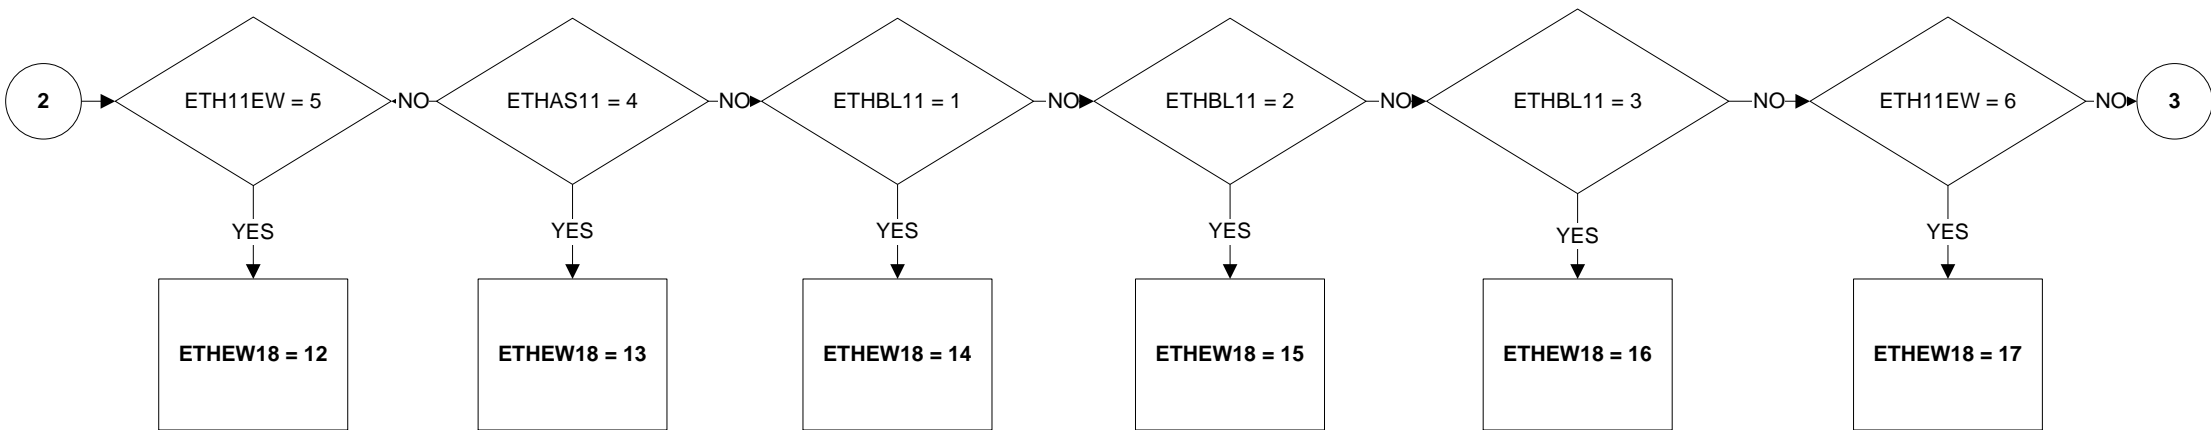 2
ETH11EW = 5
NO
ETHAS11 = 4
NO
ETHBL11 = 1
NO
ETHBL11 = 2
NO
ETHBL11 = 3
NO
ETH11EW = 6
NO
3
YES
YES
YES
YES
YES
YES
ETHEW18 = 12
ETHEW18 = 13
ETHEW18 = 14
ETHEW18 = 15
ETHEW18 = 16
ETHEW18 = 17